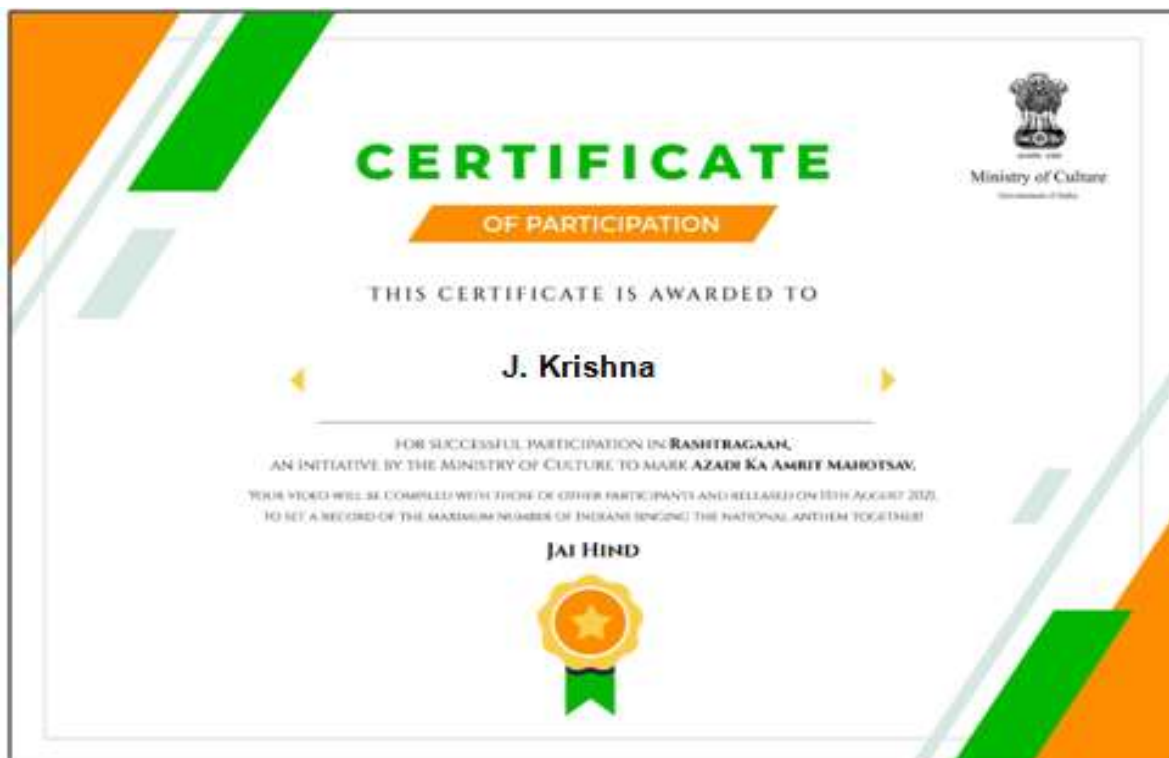 Ministry of Culture
Government of India
CERTIFICATE
OF PARTICIPATION
THIS CERTIFICATE IS AWARDED TO
J. Krishna
FOR SUCCESSFUL PARTICIPATION IN RASHTRAGAAN,
AN INITIATIVE BY THE MINISTRY OF CULTURE TO MARK AZADI KA AMRIT MAHOTSAV.
YOUR VIDEO WILL BE COMPILED WITH THOSE OF OTHER PARTICIPANTS AND RELEASED ON 15TH AUGUST 2021,
TO SET A RECORD OF THE MAXIMUM NUMBER OF INDIANS SINGING THE NATIONAL ANTHEM TOGETHER!
JAI HIND